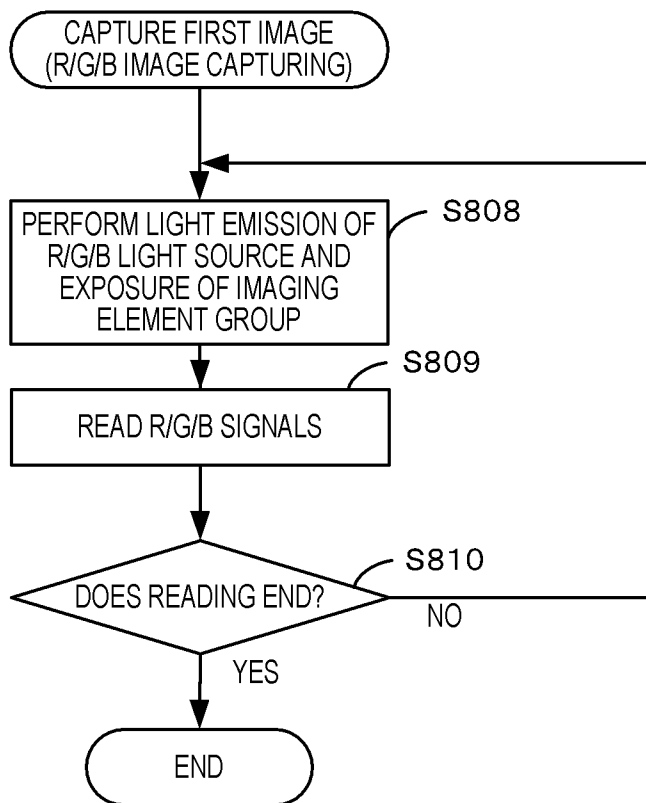 CAPTURE FIRST IMAGE
(R/G/B IMAGE CAPTURING)
S808
PERFORM LIGHT EMISSION OF
R/G/B LIGHT SOURCE AND
EXPOSURE OF IMAGING
ELEMENT GROUP
S809
READ R/G/B SIGNALS
S810
DOES READING END?
NO
YES
END